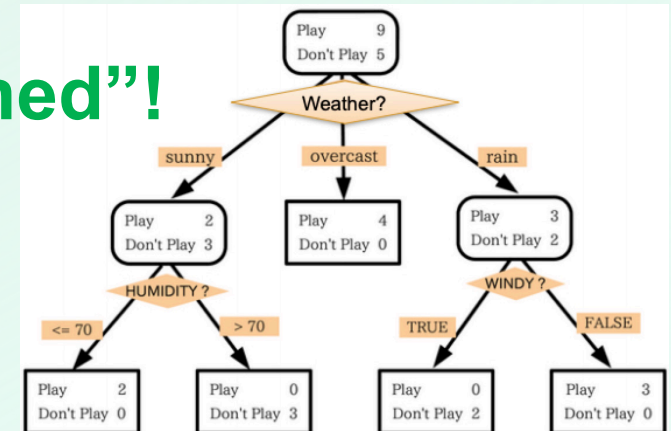 Play 9
Don't Play 5
ned”!
Weather?
sunny
overcast
rain
Play 2
Don't Play 3
Play 4
Don't Play 0
Play 3
Don't Play 2
HUMIDITY ?
WINDY ?
<= 70
> 70
TRUE
FALSE
Play 2
Don't Play 0
Play 0
Don't Play 3
Play 0
Don't Play 2
Play 3
Don't Play 0